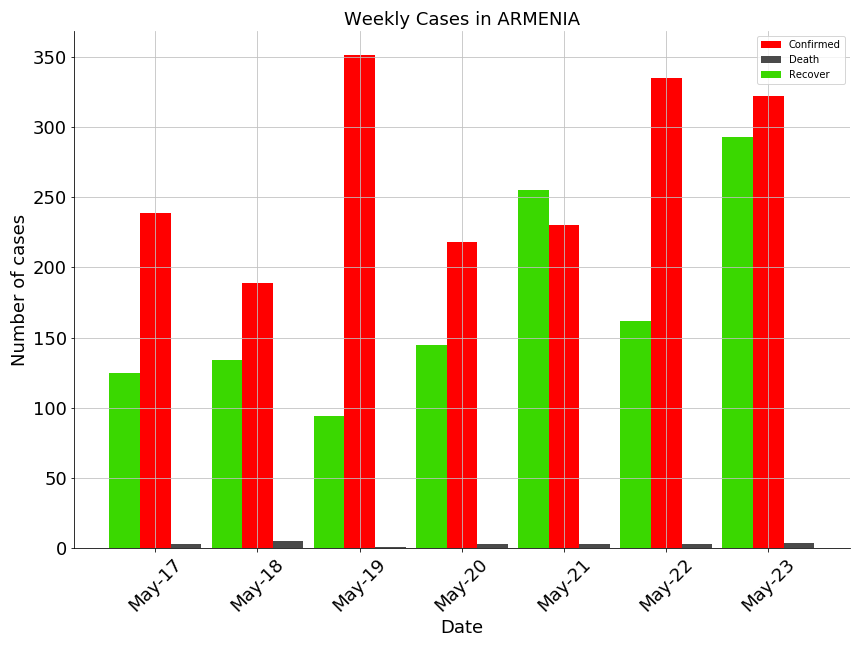 Weekly Cases in ARMENIA
Confirmed
Death
Recover
Number of cases
350
300
250
200
150
100
50
0
May-17
May-18
May-19
May-20
May-21
May-22
May-23
Date